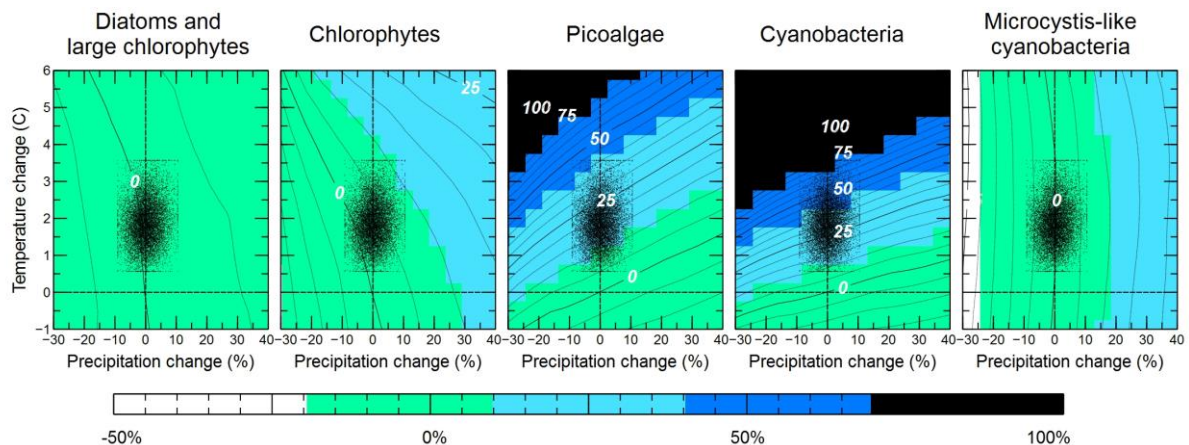 Diatoms and
large chlorophytes
Chlorophytes
Picoalgae
Cyanobacteria
Microcystis-like
cyanobacteria
Temperature change (C)
6
5
4
3
2
1
0
−1
0
25
0
100
75
50
25
0
100
75
50
25
0
0
−30 −20 −10 0 10 20 30 40
−30 −20 −10 0 10 20 30 40
−30 −20 −10 0 10 20 30 40
−30 −20 −10 0 10 20 30 40
−30 −20 −10 0 10 20 30 40
Precipitation change (%)
Precipitation change (%)
Precipitation change (%)
Precipitation change (%)
Precipitation change (%)
-50%
0%
50%
100%